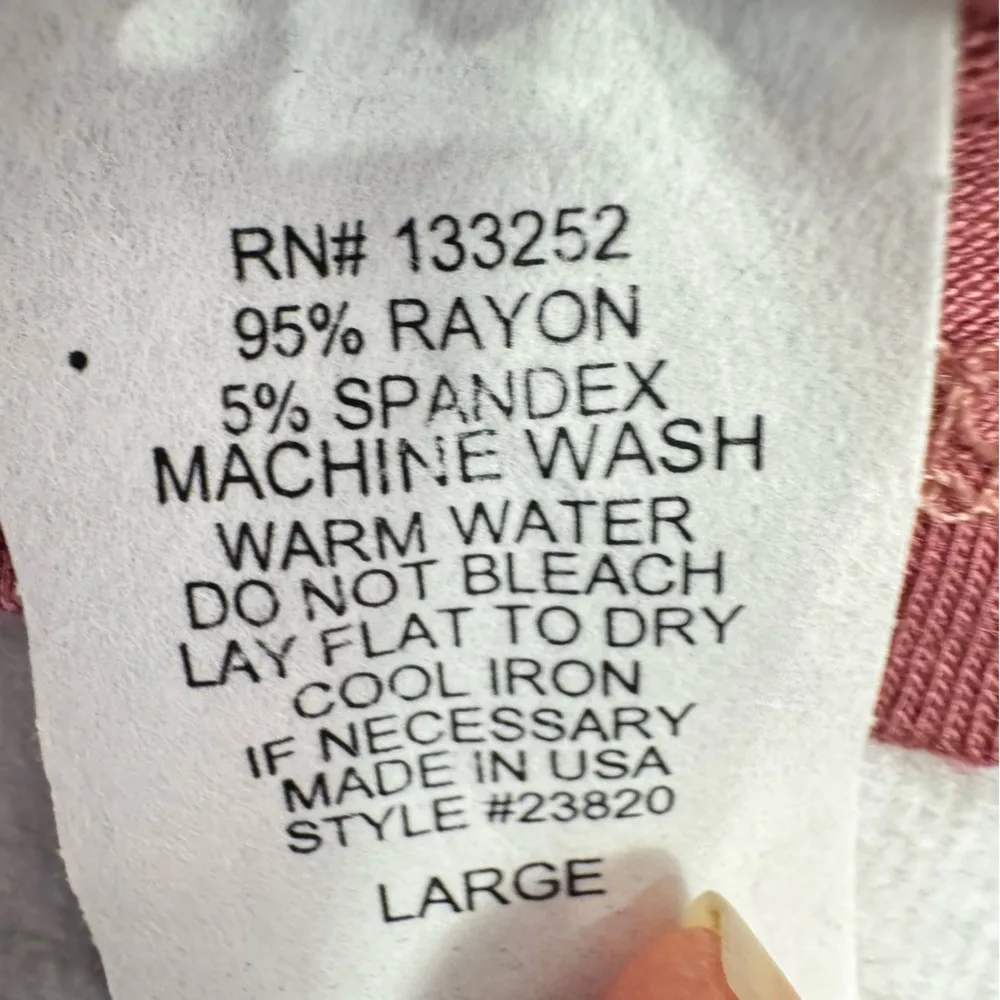 RN# 133252
95% RAYON
5% SPANDEX
MACHINE WASH
WARM WATER
DO NOT BLEACH
LAY FLAT TO DRY
COOL IRON
IF NECESSARY
MADE IN USA
STYLE #23820
LARGE